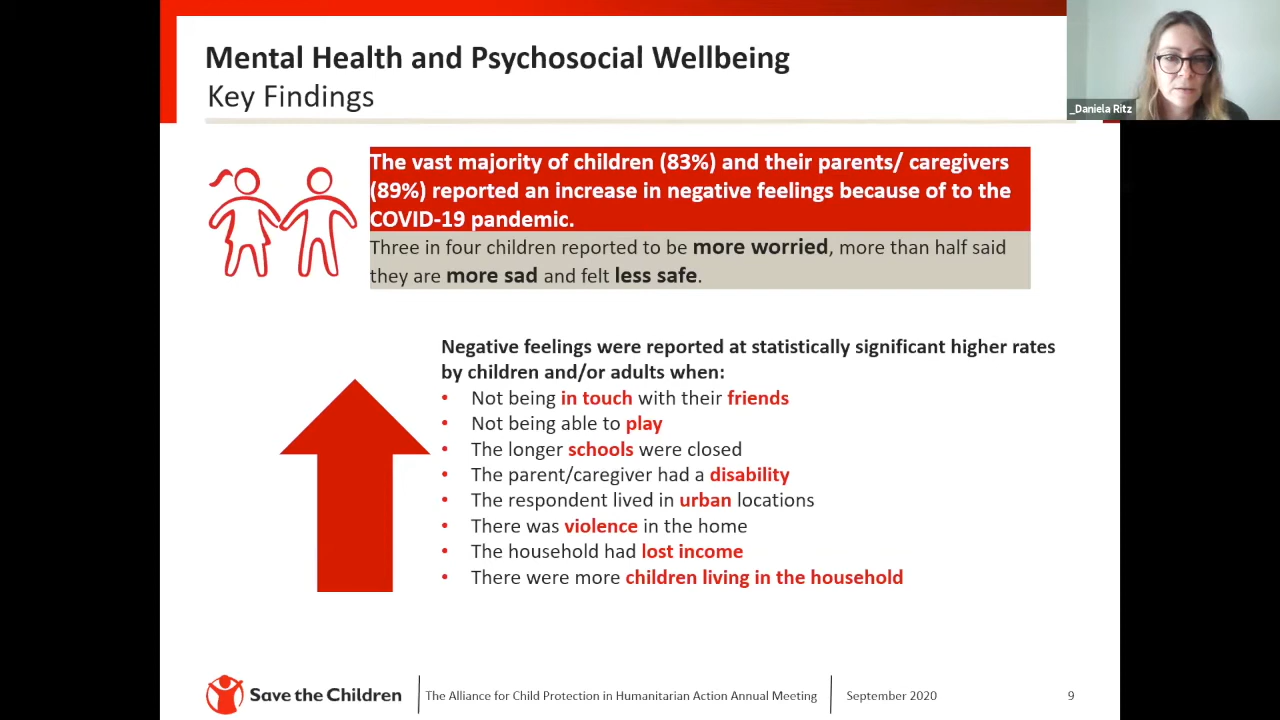 Mental Health and Psychosocial Wellbeing
Key Findings
_Daniela Ritz
The vast majority of children (83%) and their parents/ caregivers
(89%) reported an increase in negative feelings because of to the
COVID-19 pandemic.
Three in four children reported to be more worried, more than half said
they are more sad and felt less safe.
Negative feelings were reported at statistically significant higher rates
by children and/or adults when:
• Not being in touch with their friends
• Not being able to play
• The longer schools were closed
• The parent/caregiver had a disability
• The respondent lived in urban locations
• There was violence in the home
• The household had lost income
• There were more children living in the household
Save the Children
The Alliance for Child Protection in Humanitarian Action Annual Meeting
September 2020
9